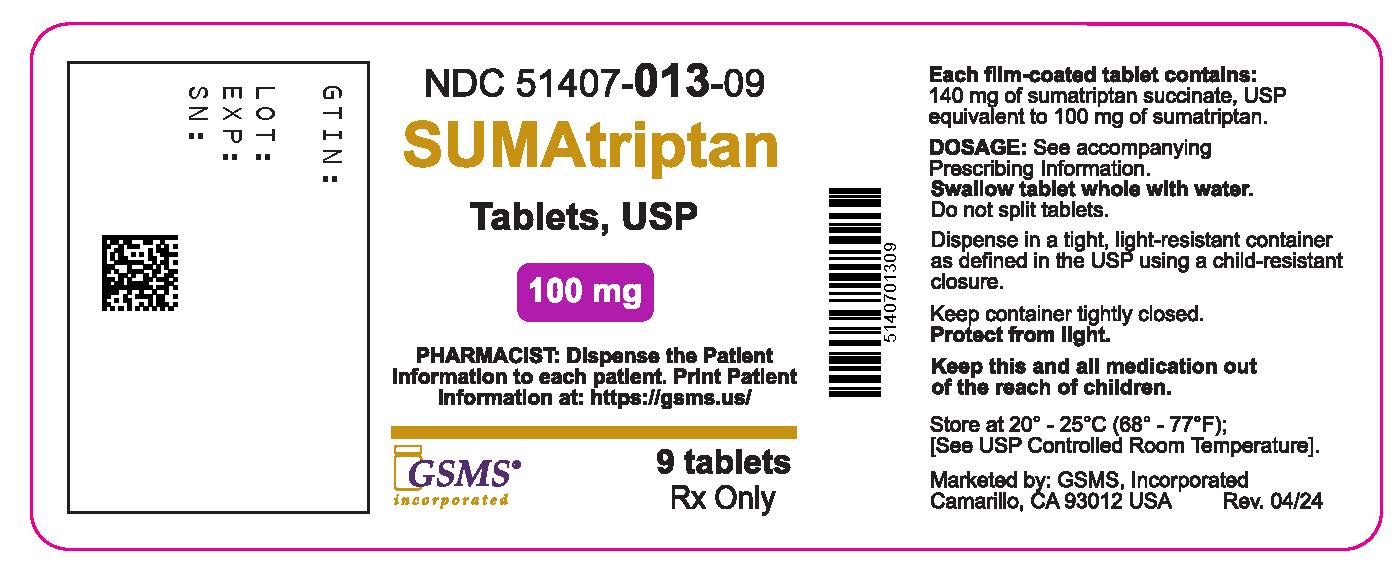 GTIN:
LOT:
EXP:
SN:
NDC 51407-013-09
SUMAtriptan
Tablets, USP
100 mg
PHARMACIST: Dispense the Patient
Information to each patient. Print Patient
Information at: https://gsms.us/
GSMS®
incorporated
9 tablets
Rx Only
5140701309
Each film-coated tablet contains:
140 mg of sumatriptan succinate, USP
equivalent to 100 mg of sumatriptan.
DOSAGE: See accompanying
Prescribing Information.
Swallow tablet whole with water.
Do not split tablets.
Dispense in a tight, light-resistant container
as defined in the USP using a child-resistant
closure.
Keep container tightly closed.
Protect from light.
Keep this and all medication out
of the reach of children.
Store at 20° - 25°C (68° - 77°F);
[See USP Controlled Room Temperature].
Marketed by: GSMS, Incorporated
Camarillo, CA 93012 USA Rev. 04/24